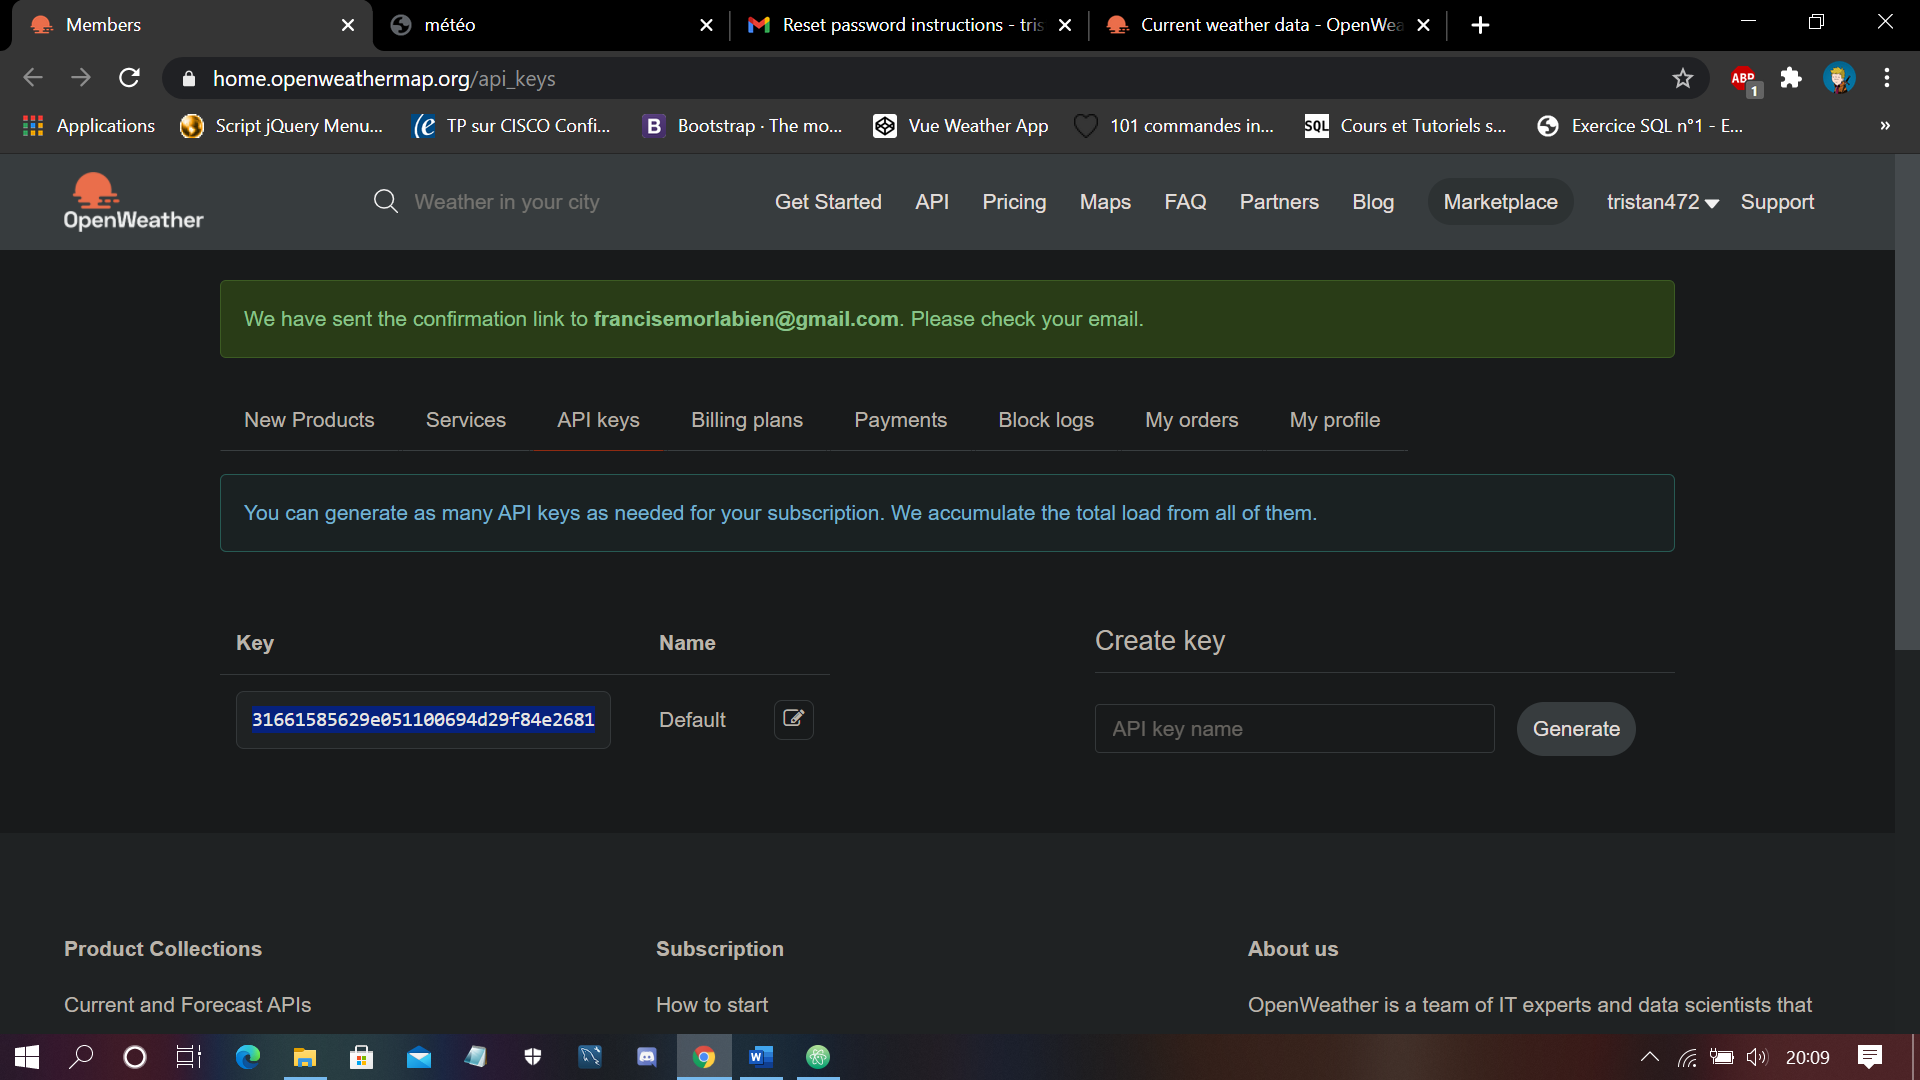 Members
météo
Reset password instructions - tris
Current weather data - OpenWea
home.openweathermap.org/api_keys
ABP
1
Applications
Script jQuery Menu...
TP sur CISCO Confi...
B
Bootstrap · The mo...
Vue Weather App
101 commandes in...
SQL
Cours et Tutoriels s...
Exercice SQL n°1 - E...
»
OpenWeather
Weather in your city
Get Started
API
Pricing
Maps
FAQ
Partners
Blog
Marketplace
tristan472
Support
We have sent the confirmation link to francisemorlabien@gmail.com. Please check your email.
New Products
Services
API keys
Billing plans
Payments
Block logs
My orders
My profile
You can generate as many API keys as needed for your subscription. We accumulate the total load from all of them.
Key
Name
Create key
31661585629e051100694d29f84e2681
Default
API key name
Generate
Product Collections
Subscription
About us
Current and Forecast APIs
How to start
OpenWeather is a team of IT experts and data scientists that
20:09